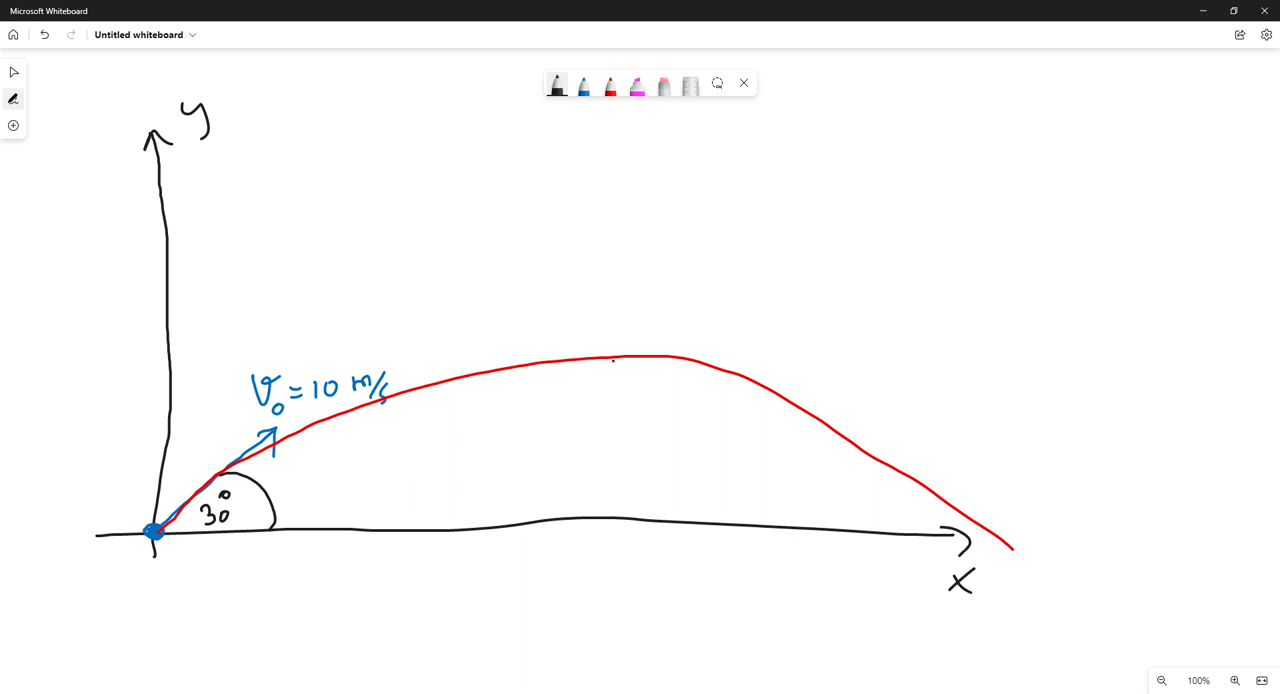 Microsoft Whiteboard
Untitled whiteboard
y
V₀ = 10 m/s
30°
x
100%